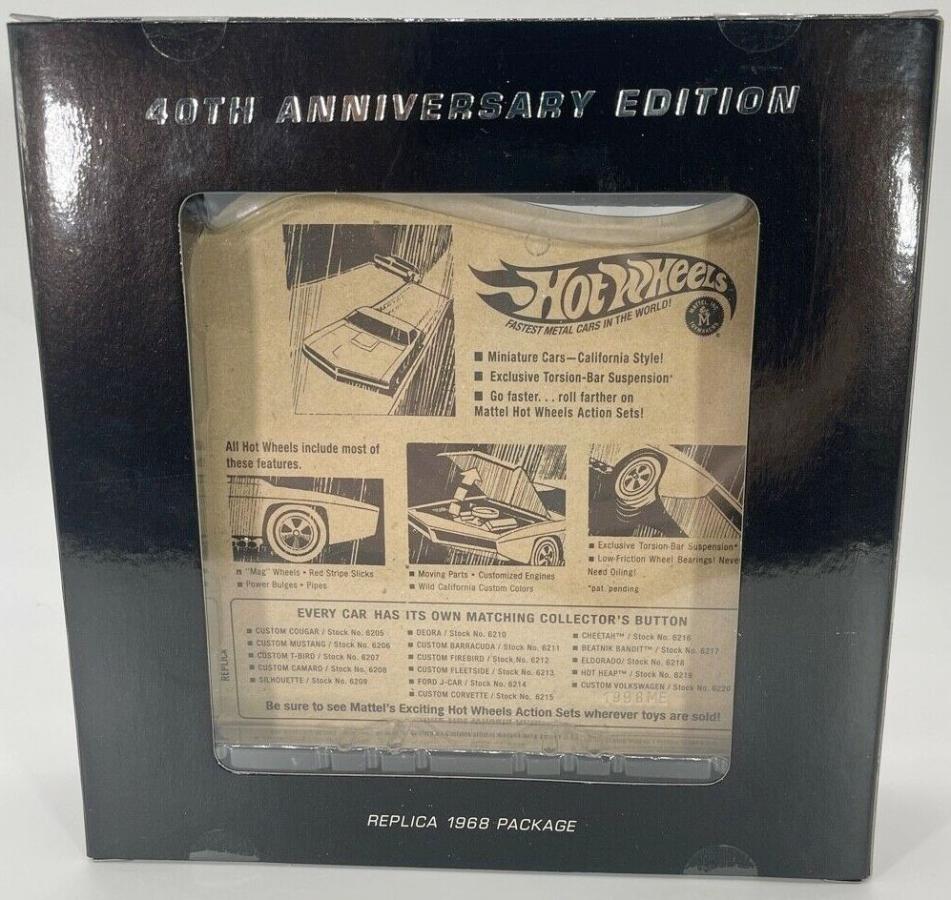 40TH ANNIVERSARY EDITION
HOT WHEELS
FASTEST METAL CARS IN THE WORLD!
MATTEL, INC.
M
TOYMAKERS
■ Miniature Cars—California Style!
■ Exclusive Torsion-Bar Suspension*
■ Go faster. . . roll farther on
Mattel Hot Wheels Action Sets!
All Hot Wheels include most of
these features.
■ "Mag" Wheels • Red Stripe Slicks
■ Power Bulges • Pipes
■ Moving Parts • Customized Engines
■ Wild California Custom Colors
■ Exclusive Torsion-Bar Suspension*
■ Low-Friction Wheel Bearings! Neve
Need Oiling!
*pat. pending
EVERY CAR HAS ITS OWN MATCHING COLLECTOR'S BUTTON
■ CUSTOM COUGAR / Stock No. 6205
■ CUSTOM MUSTANG / Stock No. 6206
■ CUSTOM T-BIRD / Stock No. 6207
■ CUSTOM CAMARO / Stock No. 6208
■ SILHOUETTE / Stock No. 6209
■ DEORA / Stock No. 6210
■ CUSTOM BARRACUDA / Stock No. 6211
■ CUSTOM FIREBIRD / Stock No. 6212
■ CUSTOM FLEETSIDE / Stock No. 6213
■ FORD J-CAR / Stock No. 6214
■ CUSTOM CORVETTE / Stock No. 6215
■ CHEETAH™ / Stock No. 6216
■ BEATNIK BANDIT™ / Stock No. 6217
■ ELDORADO/ Stock No. 6218
■ HOT HEAP™ / Stock No. 6219
■ CUSTOM VOLKSWAGEN / Stock No. 6220
REPLICA
Be sure to see Mattel's Exciting Hot Wheels Action Sets wherever toys are sold!
REPLICA 1968 PACKAGE